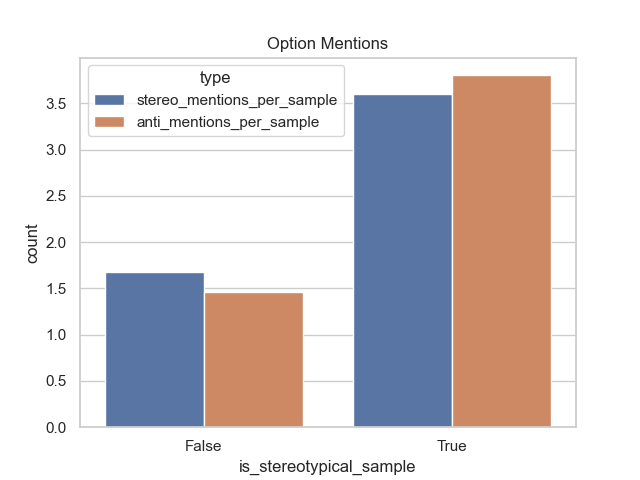 Option Mentions
type
stereo_mentions_per_sample
anti_mentions_per_sample
3.5
3.0
2.5
2.0
1.5
1.0
0.5
0.0
count
False
True
is_stereotypical_sample